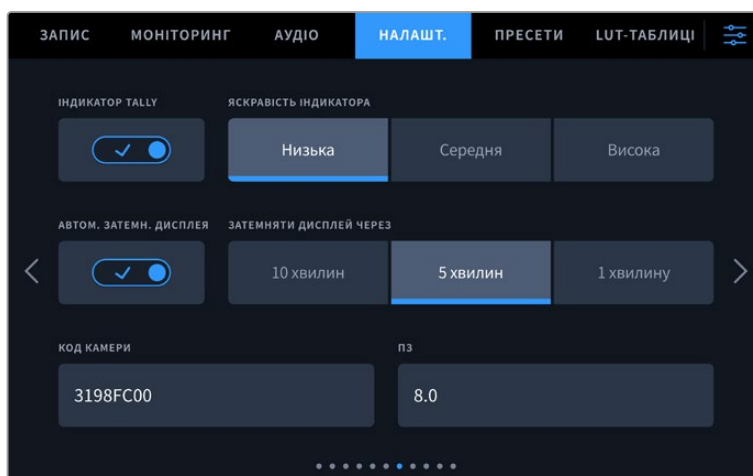 ЗАПИС МОНІТОРИНГ АУДІО НАЛАШТ. ПРЕСЕТИ LUT-ТАБЛИЦІ
ІНДИКАТОР TALLY ЯСКРАВІСТЬ ІНДИКАТОРА
Низька Середня Висока
АВТОМ. ЗАТЕМН. ДИСПЛЕЯ ЗАТЕМНЯТИ ДИСПЛЕЙ ЧЕРЕЗ
10 хвилин 5 хвилин 1 хвилину
КОД КАМЕРИ ПЗ
3198FC00 8.0